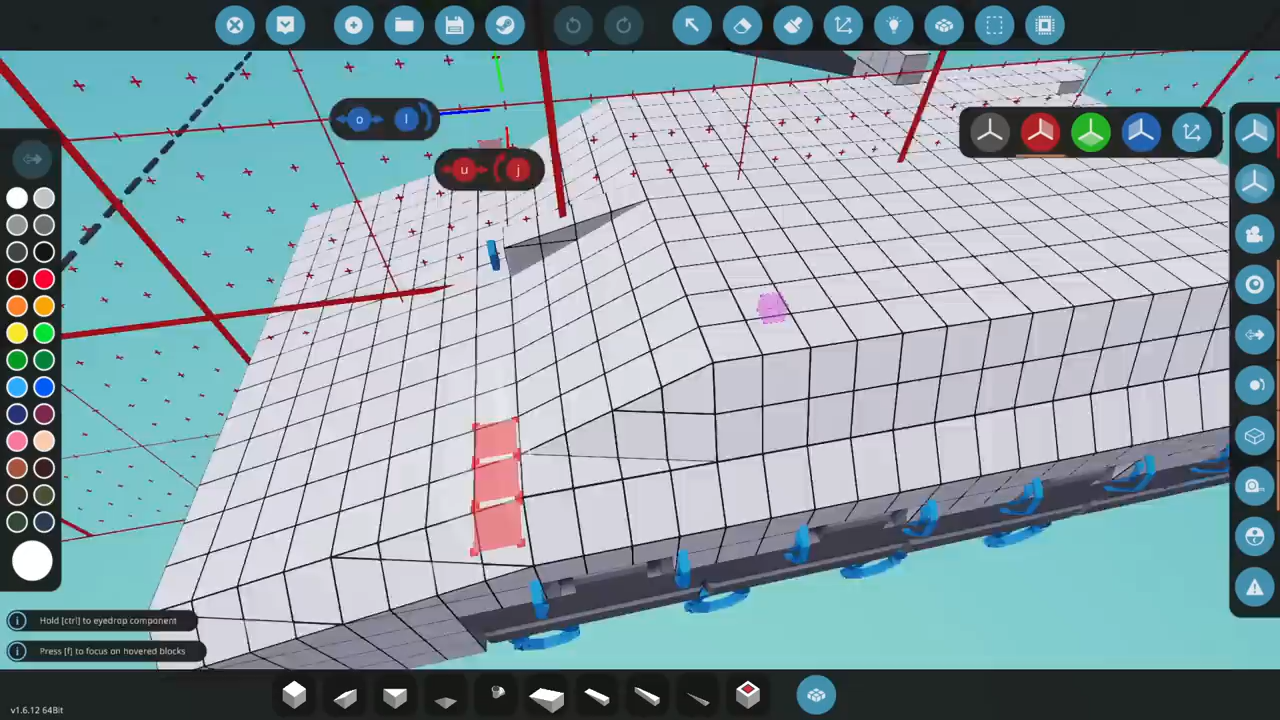 o l
u j
Hold [ctrl] to eyedrop component
Press [f] to focus on hovered blocks
v1.6.12 64Bit